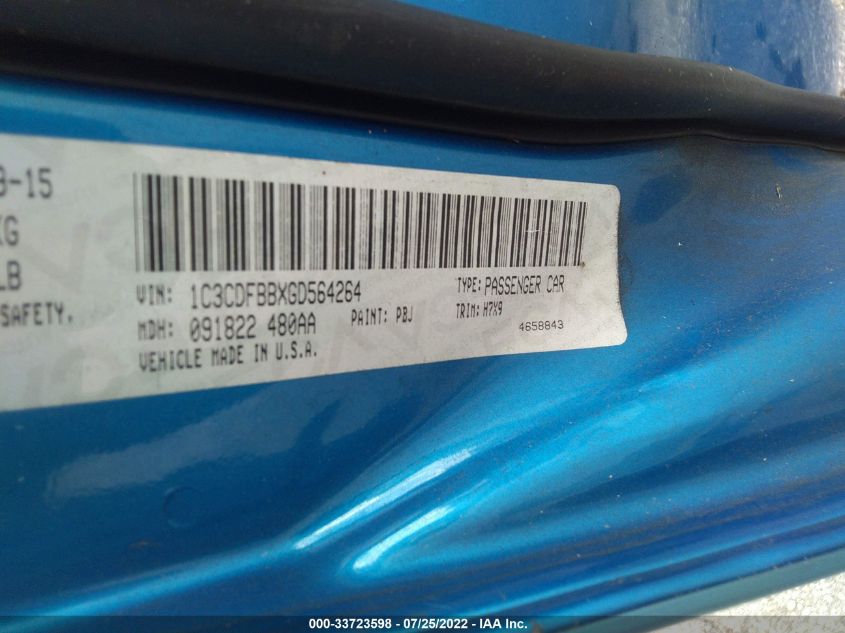 9-15
KG
LB
SAFETY.
VIN: 1C3CDFBBXGD564264
TYPE: PASSENGER CAR
MDH: 091822 480AA
PAINT: PBJ
TRIM: H7X9
4658843
VEHICLE MADE IN U.S.A.
000-33723598 - 07/25/2022 - IAA Inc.